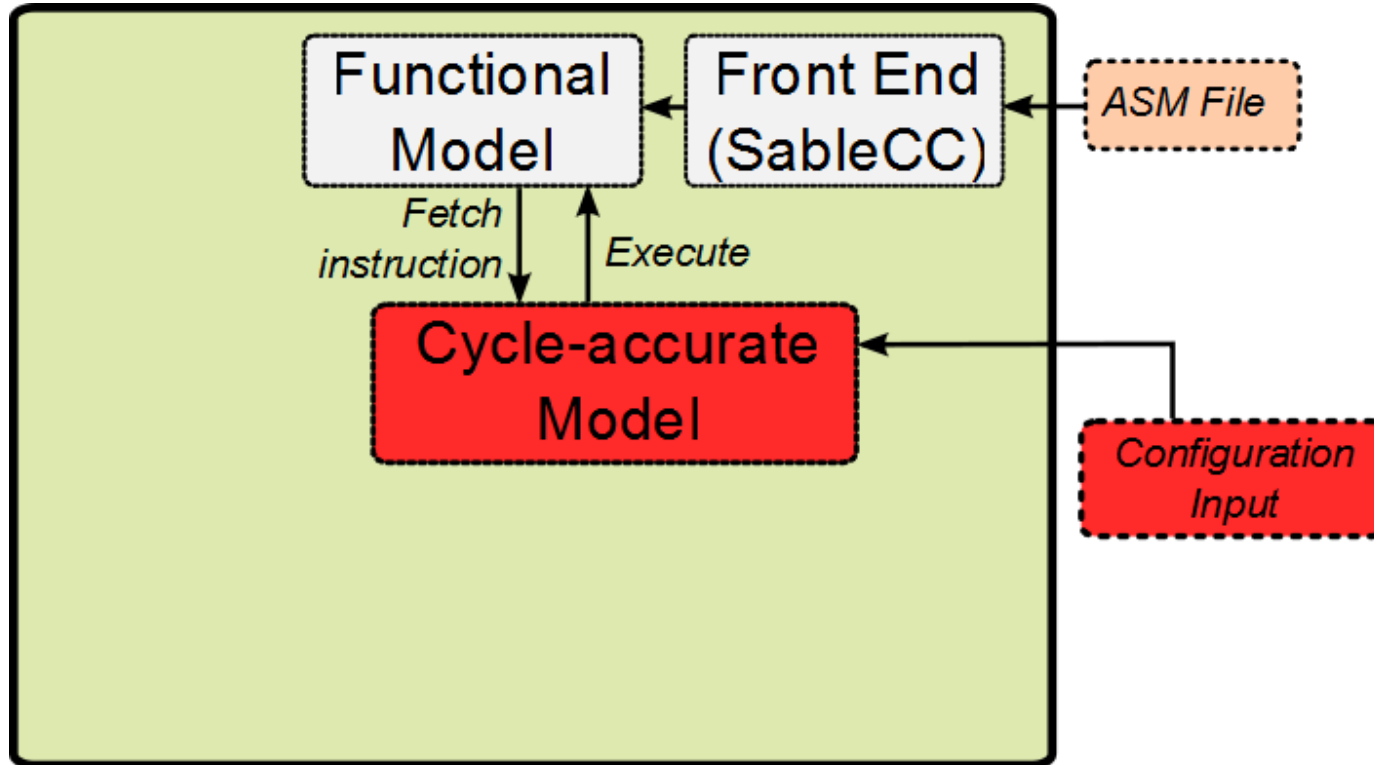 Functional
Model
Front End
(SableCC)
ASM File
Fetch
instruction
Execute
Cycle-accurate
Model
Configuration
Input